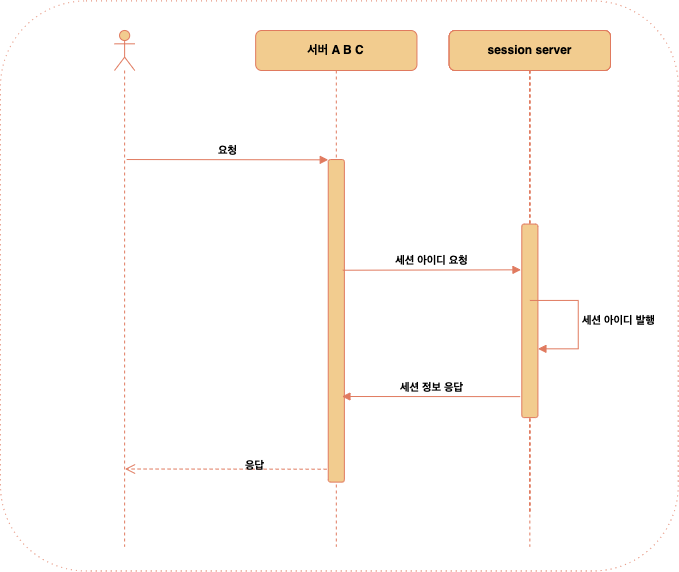 서버 A B C
session server
요청
세션 아이디 요청
세션 아이디 발행
세션 정보 응답
응답